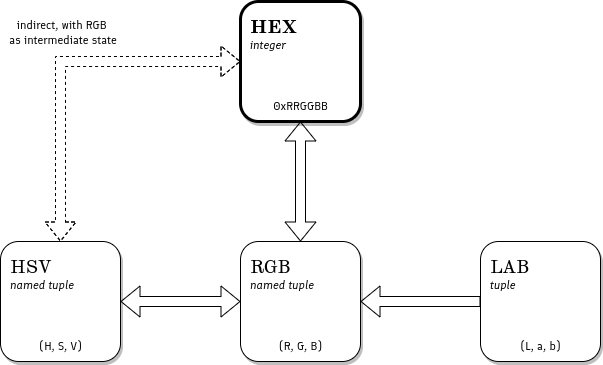 indirect, with RGB
as intermediate state
HEX
integer
0xRRGGBB
HSV
named tuple
(H, S, V)
RGB
named tuple
(R, G, B)
LAB
tuple
(L, a, b)